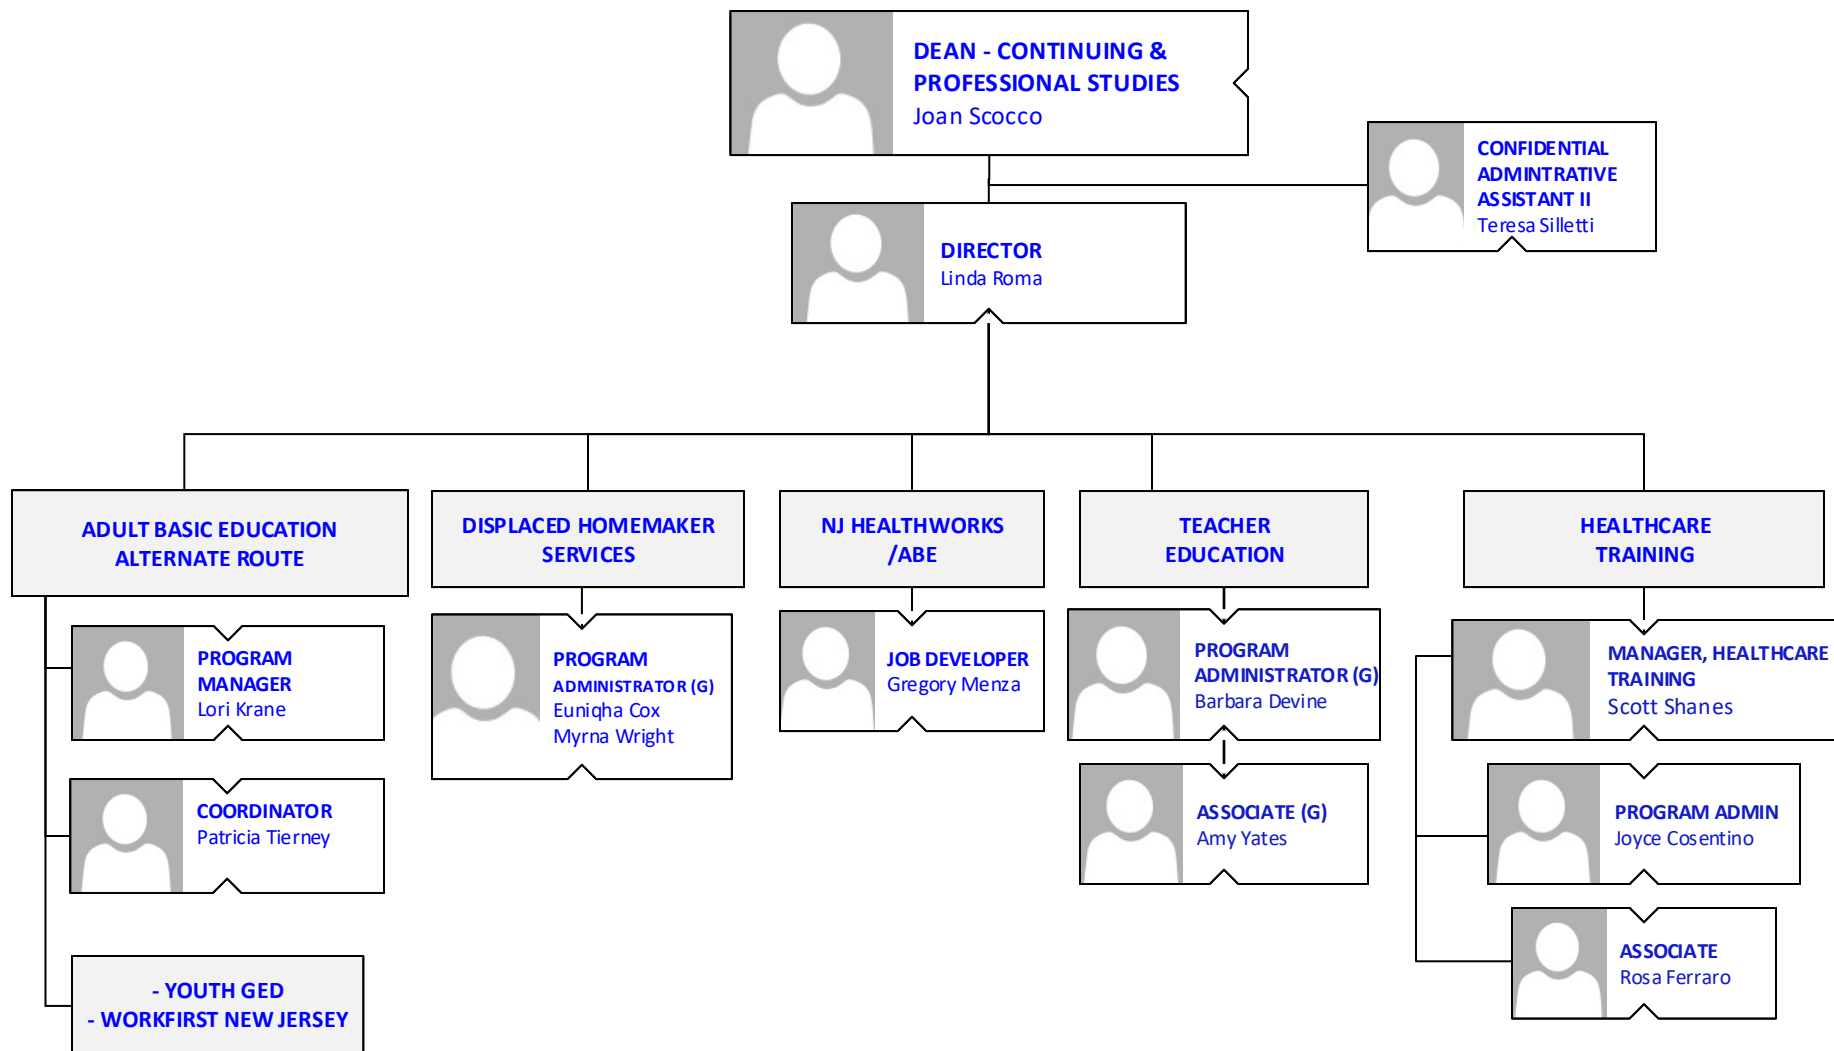 DEAN - CONTINUING &
PROFESSIONAL STUDIES
Joan Scocco
CONFIDENTIAL
ADMINTRATIVE
ASSISTANT II
Teresa Silletti
DIRECTOR
Linda Roma
ADULT BASIC EDUCATION
ALTERNATE ROUTE
PROGRAM
MANAGER
Lori Krane
COORDINATOR
Patricia Tierney
- YOUTH GED
- WORKFIRST NEW JERSEY
DISPLACED HOMEMAKER
SERVICES
PROGRAM
ADMINISTRATOR (G)
Euniqha Cox
Myrna Wright
NJ HEALTHWORKS
/ABE
JOB DEVELOPER
Gregory Menza
TEACHER
EDUCATION
PROGRAM
ADMINISTRATOR (G)
Barbara Devine
ASSOCIATE (G)
Amy Yates
HEALTHCARE
TRAINING
MANAGER, HEALTHCARE
TRAINING
Scott Shanes
PROGRAM ADMIN
Joyce Cosentino
ASSOCIATE
Rosa Ferraro